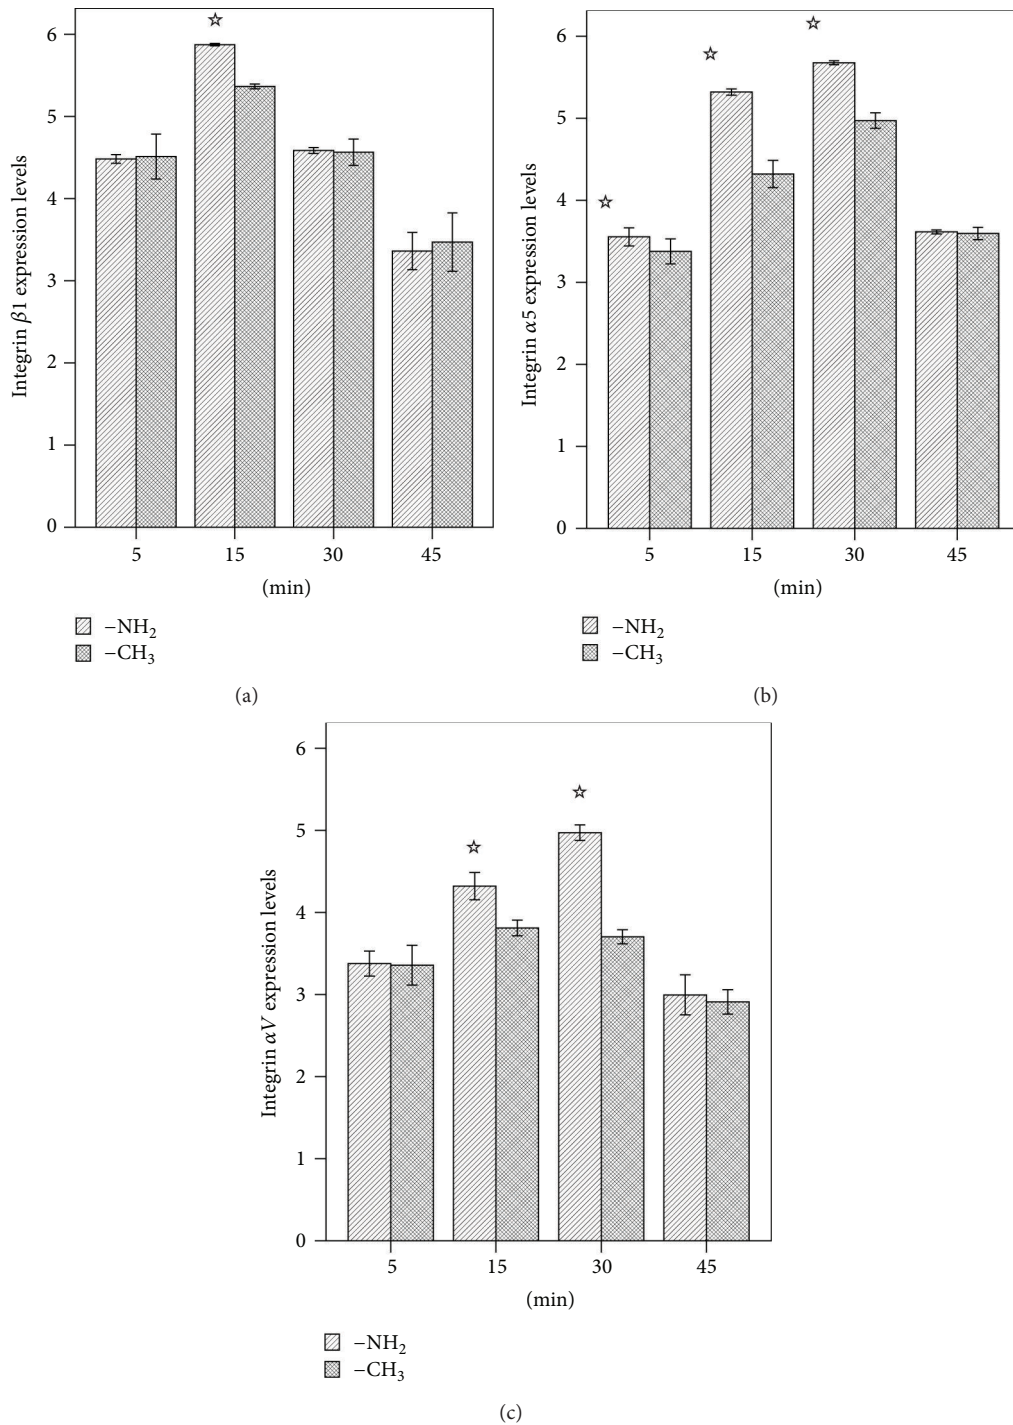 6
5
4
3
2
1
0
Integrin β1 expression levels
☆
5 15 30 45
(min)
–NH₂
–CH₃
(a)
6
5
4
3
2
1
0
Integrin α5 expression levels
☆ ☆ ☆
5 15 30 45
(min)
–NH₂
–CH₃
(b)
6
5
4
3
2
1
0
Integrin αV expression levels
☆ ☆
5 15 30 45
(min)
–NH₂
–CH₃
(c)